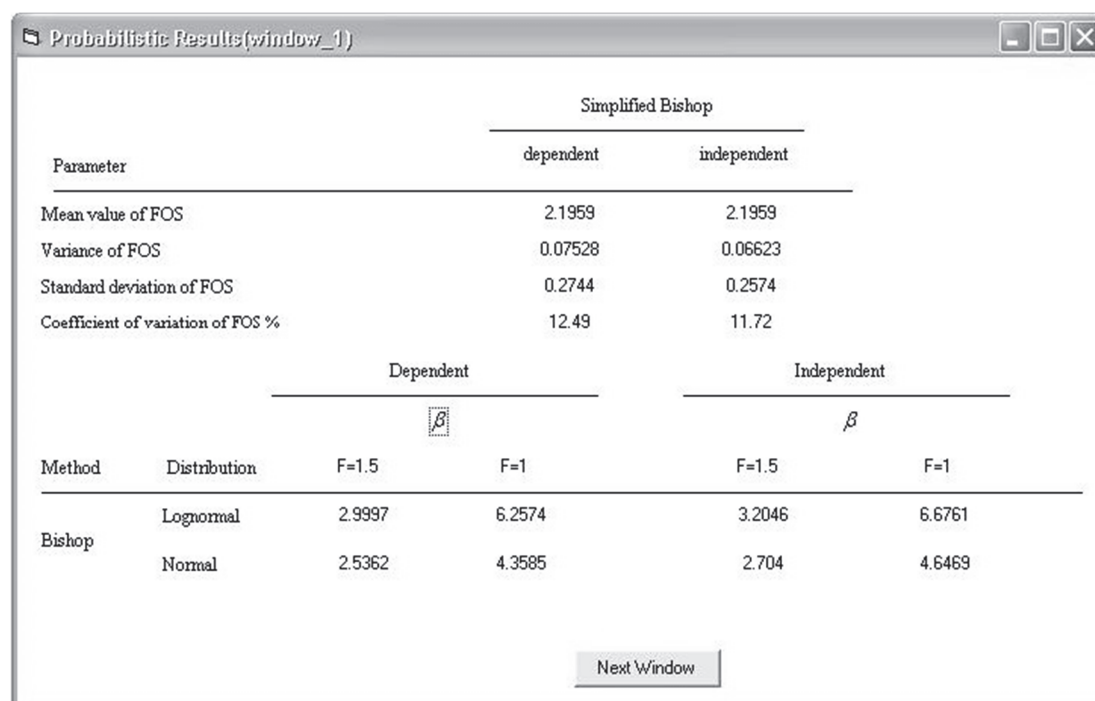 Probabilistic Results(window_1)
Simplified Bishop
Parameter dependent independent
Mean value of FOS 2.1959 2.1959
Variance of FOS 0.07528 0.06623
Standard deviation of FOS 0.2744 0.2574
Coefficient of variation of FOS % 12.49 11.72
Dependent Independent
β β
Method Distribution F=1.5 F=1 F=1.5 F=1
Bishop
Lognormal 2.9997 6.2574 3.2046 6.6761
Normal 2.5362 4.3585 2.704 4.6469
Next Window